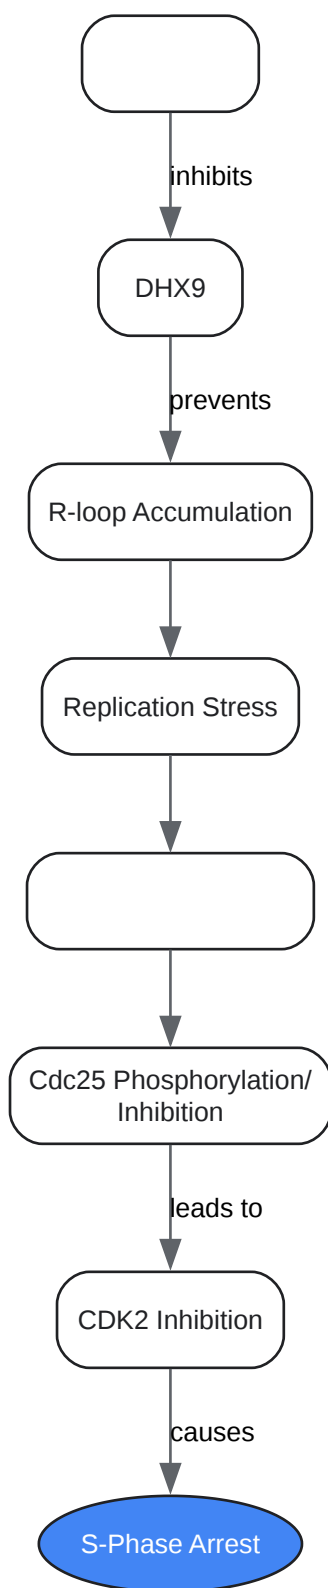 inhibits
DHX9
prevents
R-loop Accumulation
Replication Stress
Cdc25 Phosphorylation/
Inhibition
leads to
CDK2 Inhibition
causes
S-Phase Arrest